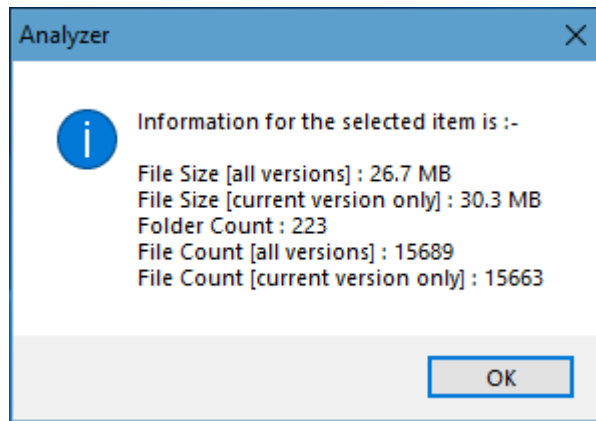 Analyzer
Information for the selected item is :-
File Size [all versions] : 26.7 MB
File Size [current version only] : 30.3 MB
Folder Count : 223
File Count [all versions] : 15689
File Count [current version only] : 15663
OK